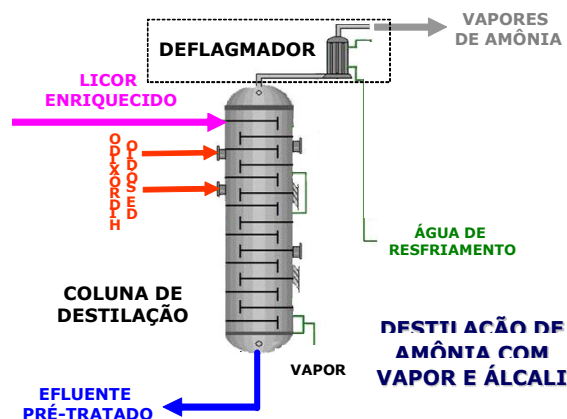 VAPORES
DE AMÔNIA
DEFLAGMADOR
LICOR
ENRIQUECIDO
HIDRÓXIDO
DE SÓDIO
ÁGUA DE
RESFRIAMENTO
COLUNA DE
DESTILAÇÃO
VAPOR
DESTILAÇÃO DE
AMÔNIA COM
VAPOR E ÁLCALI
EFLUENTE
PRÉ-TRATADO